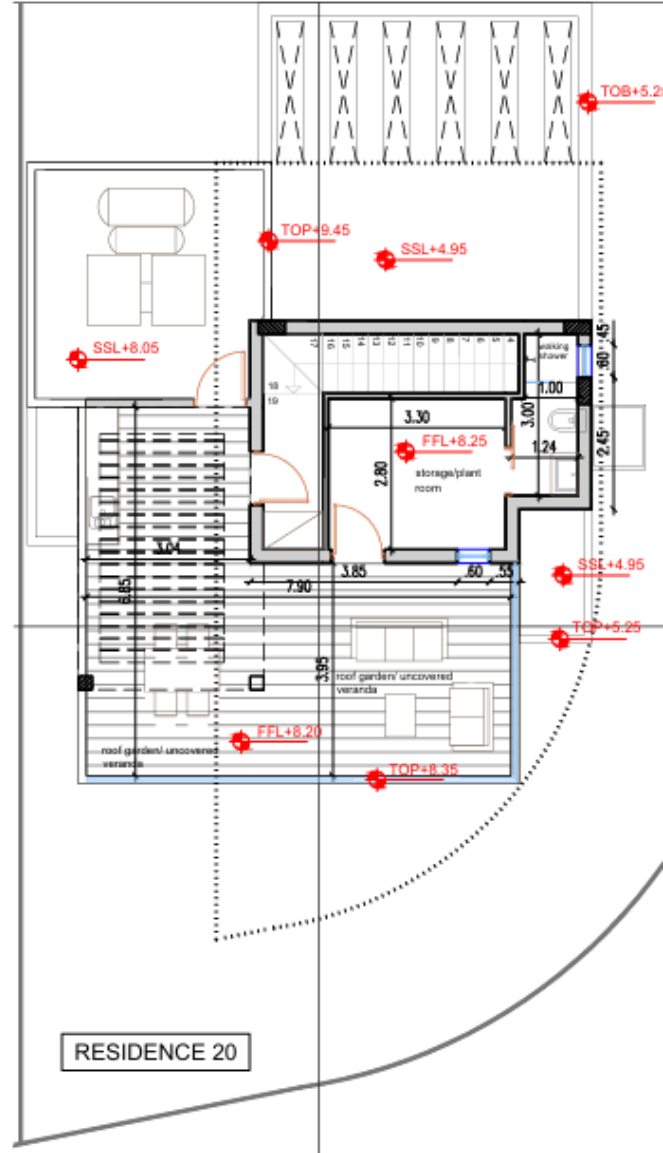 TOB+5.25
TOP+9.45
SSL+4.95
SSL+8.05
17
16
15
14
13
12
11
10
9
8
7
6
5
4
walking
shower
.45
.60
18
19
1.00
3.00
3.30
FFL+8.25
1.24
2.45
2.80
storage/plant
room
3.04
6.85
3.85
.60
.55
7.90
SSL+4.95
TOP+5.25
3.95
roof garden/ uncovered
veranda
FFL+8.20
roof garden/ uncovered
veranda
TOP+8.35
RESIDENCE 20